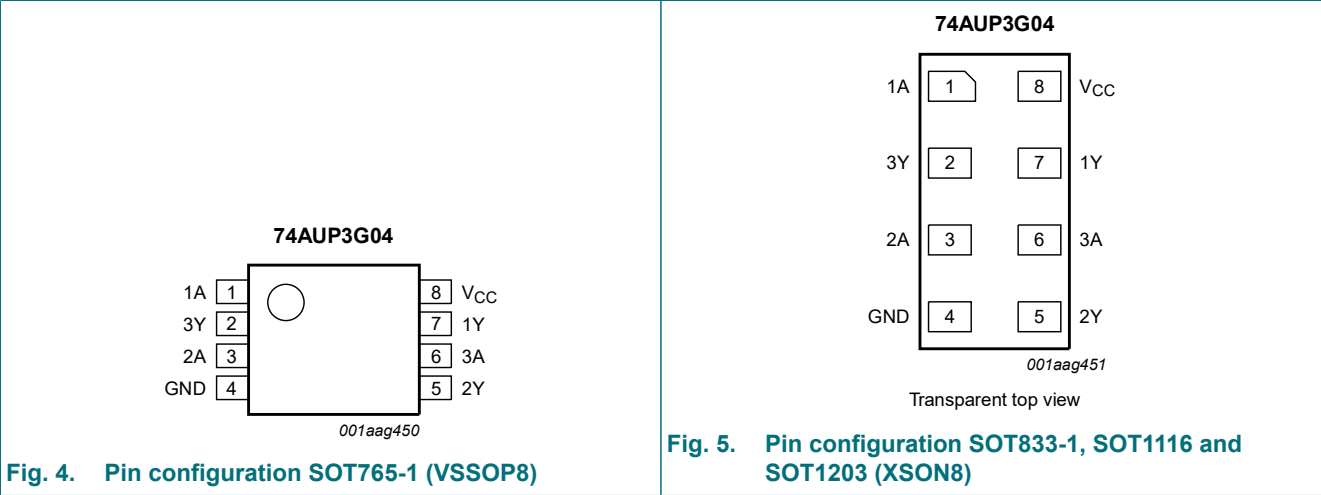 74AUP3G04
1A 1 8 VCC
3Y 2 7 1Y
2A 3 6 3A
GND 4 5 2Y
001aag450
Fig. 4. Pin configuration SOT765-1 (VSSOP8)
74AUP3G04
1A 1 8 VCC
3Y 2 7 1Y
2A 3 6 3A
GND 4 5 2Y
001aag451
Transparent top view
Fig. 5. Pin configuration SOT833-1, SOT1116 and
SOT1203 (XSON8)